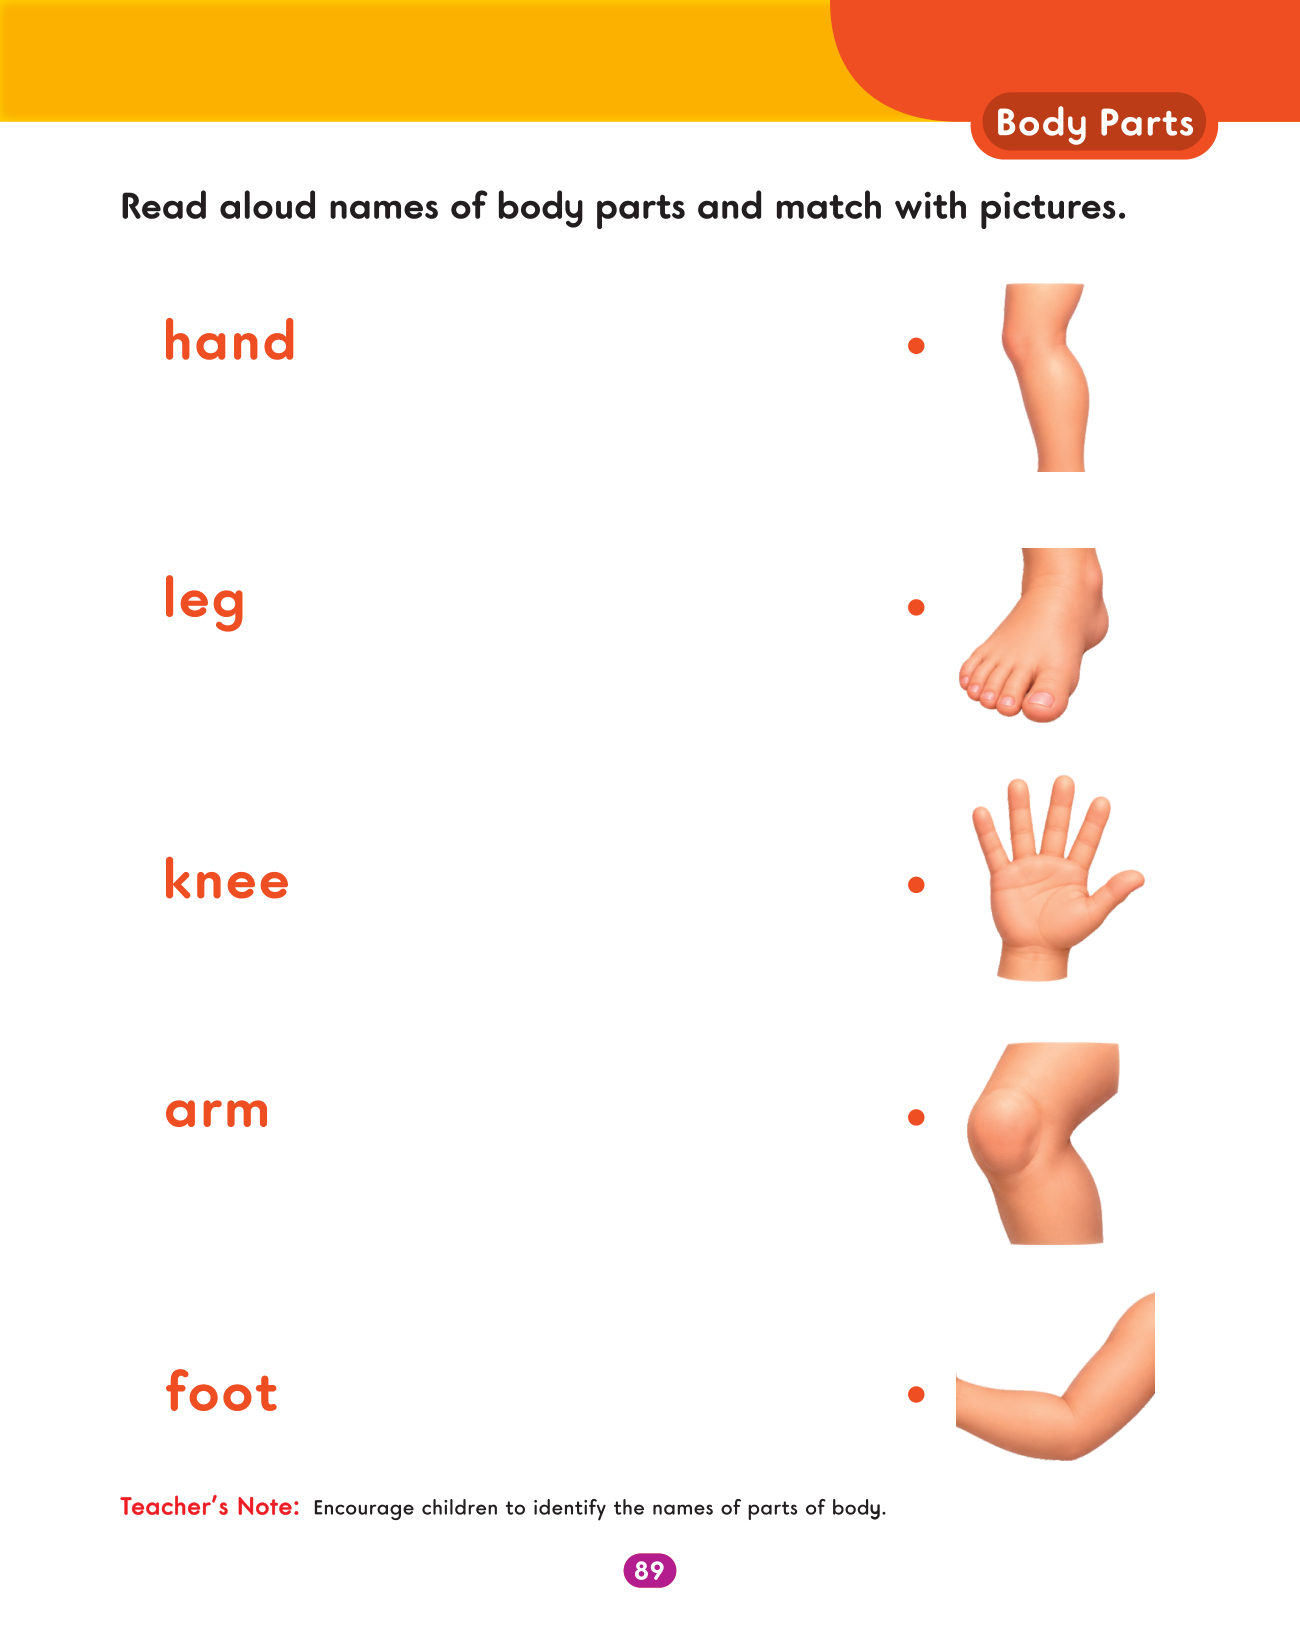 Body Parts
Read aloud names of body parts and match with pictures.
hand
leg
knee
arm
foot
Teacher's Note: Encourage children to identify the names of parts of body.
89